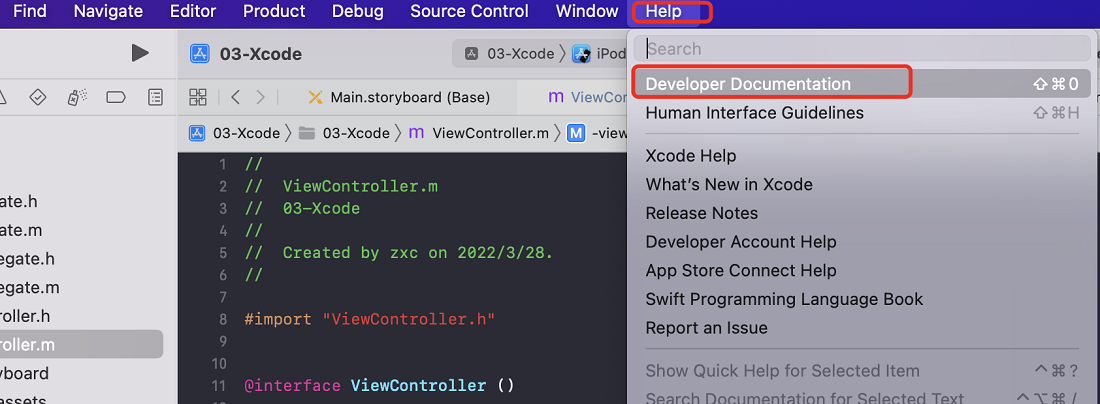 Find Navigate Editor Product Debug Source Control Window Help
03-Xcode 03-Xcode iPod
Search
Developer Documentation ⇧⌘0
Main.storyboard (Base) m ViewCon
Human Interface Guidelines ⇧⌘H
03-Xcode 03-Xcode m ViewController.m M -view
Xcode Help
1 //
2 // ViewController.m
What's New in Xcode
3 // 03-Xcode
Release Notes
4 //
5 // Created by zxc on 2022/3/28.
Developer Account Help
6 //
App Store Connect Help
7
Swift Programming Language Book
8 #import "ViewController.h"
Report an Issue
9
10
Show Quick Help for Selected Item ^⌘?
11 @interface ViewController ()
Search Documentation for Selected Text ^⌥⌘/
ate.h
ate.m
egate.h
egate.m
roller.h
roller.m
yboard
assets